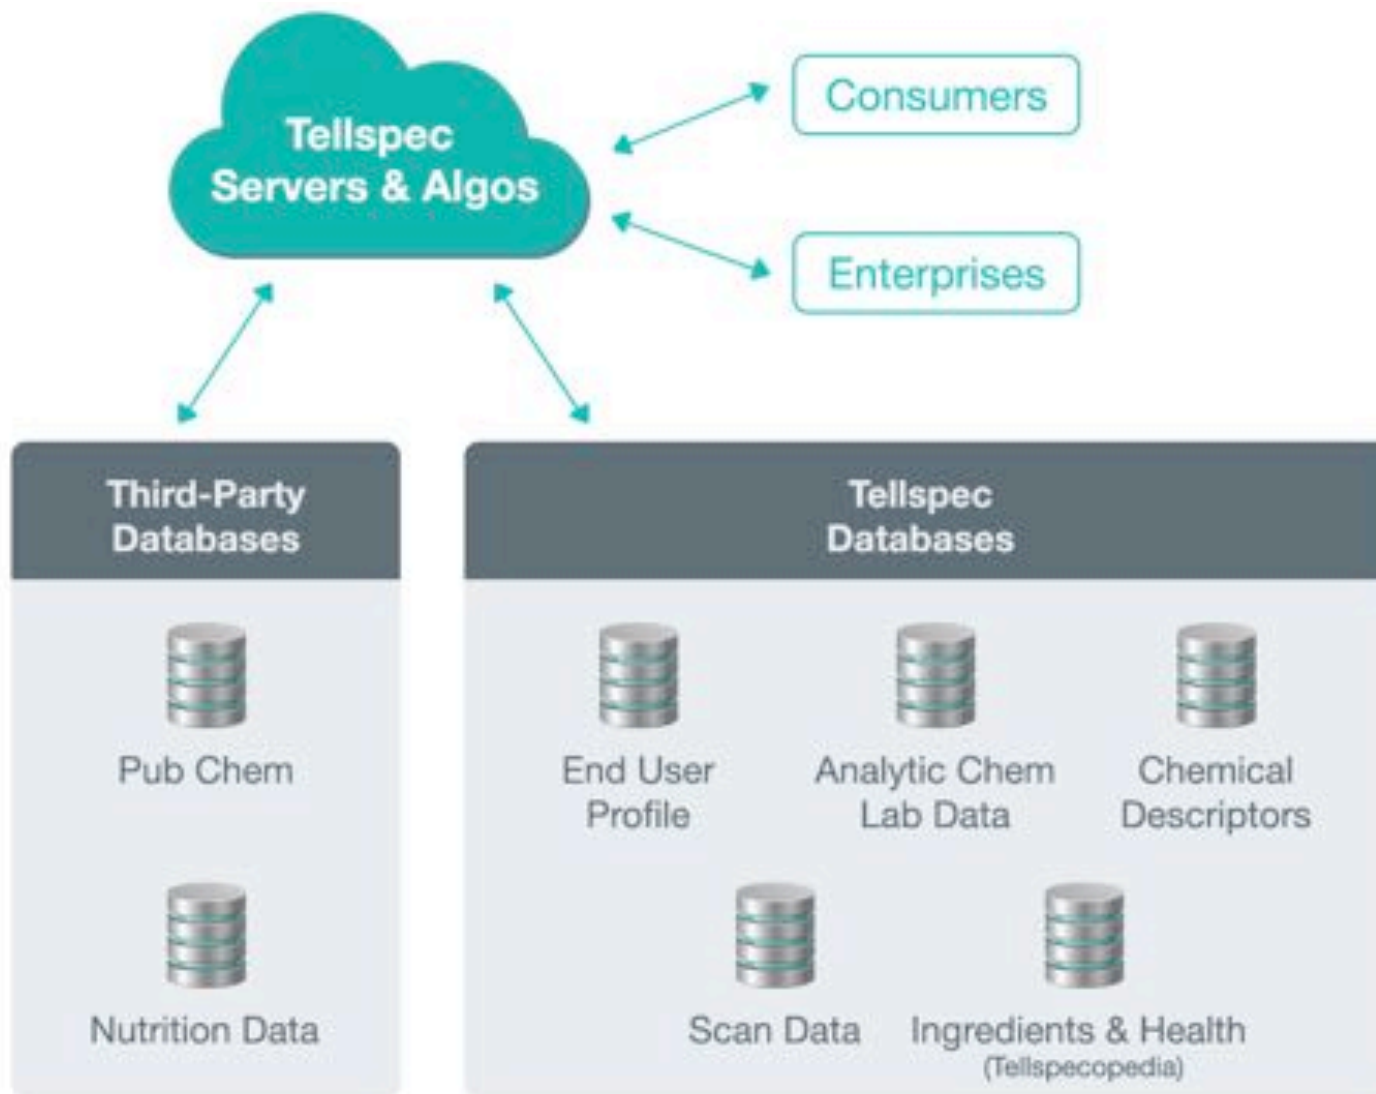 Tellspec
Servers & Algos
Consumers
Enterprises
Third-Party
Databases
Pub Chem
Nutrition Data
Tellspec
Databases
End User
Profile
Analytic Chem
Lab Data
Chemical
Descriptors
Scan Data
Ingredients & Health
(Tellspecopedia)